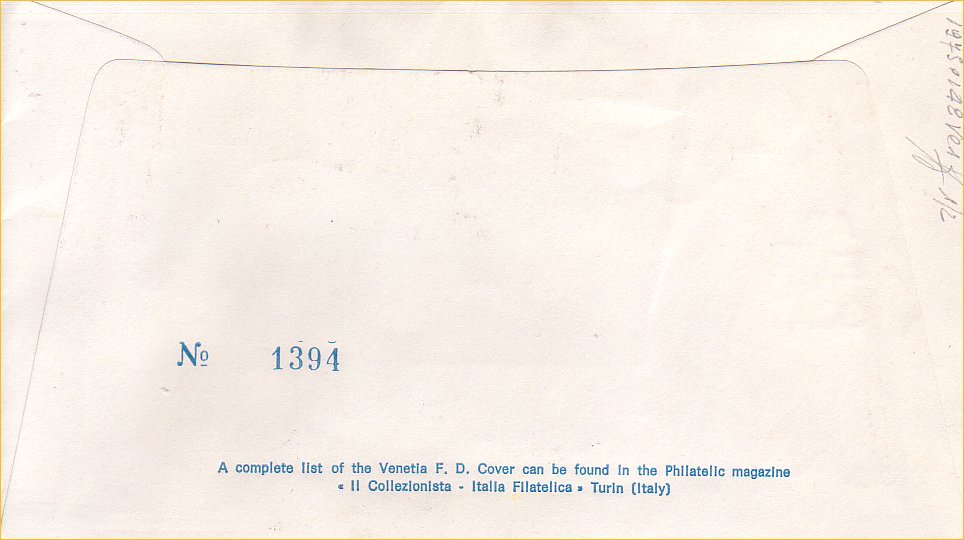 Nº 1394
A complete list of the Venetia F. D. Cover can be found in the Philatelic magazine
« Il Collezionista - Italia Filatelica » Turin (Italy)